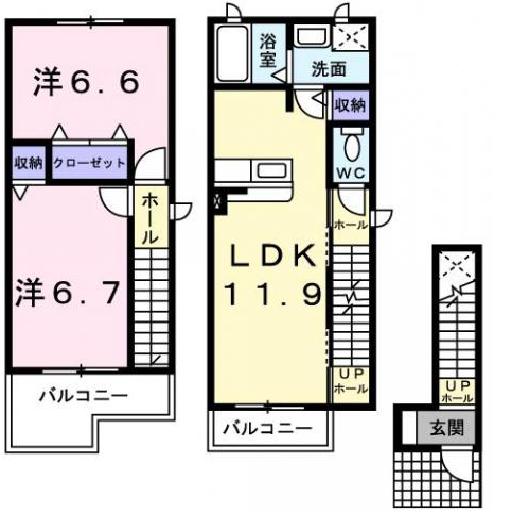 洋6.6
収納
クローゼット
ホール
洋6.7
バルコニー
浴室
洗面
収納
WC
ホール
LDK
11.9
UP
ホール
バルコニー
UP
ホール
玄関